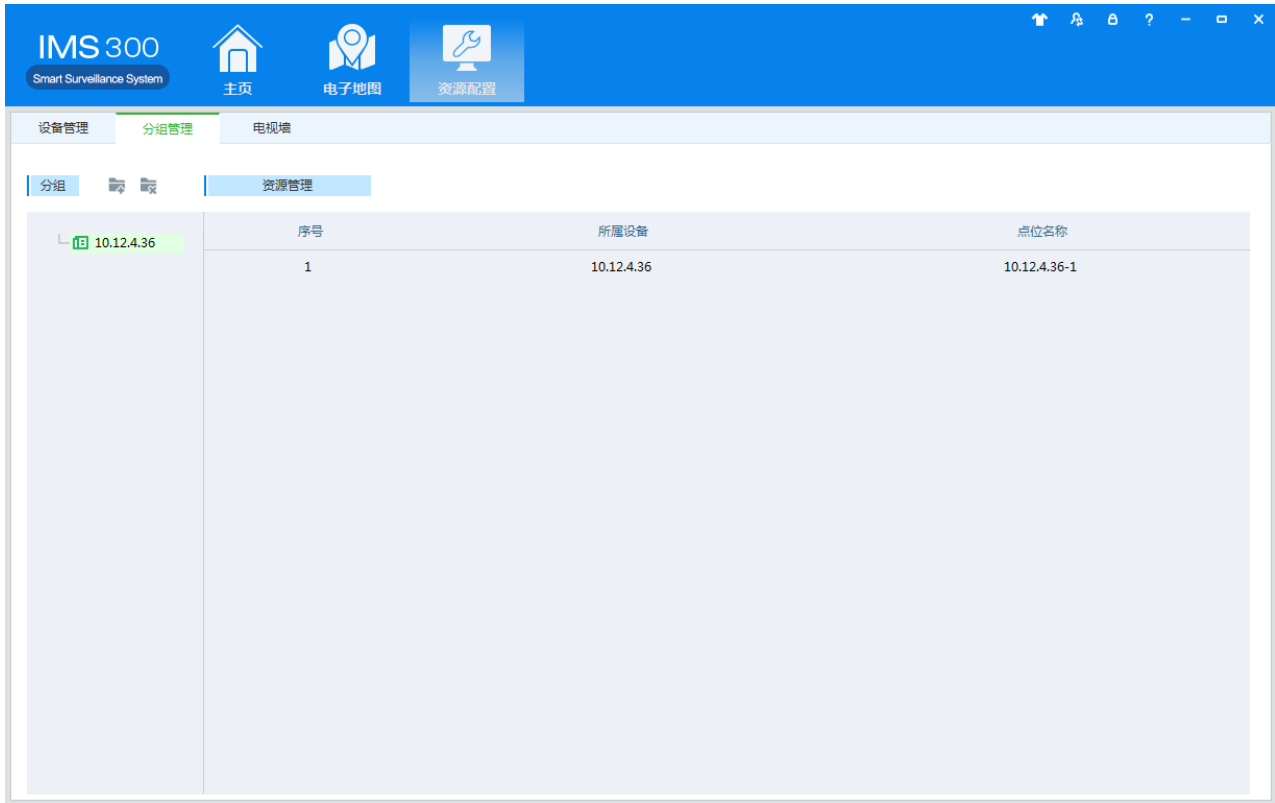 IMS 300
Smart Surveillance System
主页
电子地图
资源配置
设备管理
分组管理
电视墙
分组
资源管理
10.12.4.36
序号
所属设备
点位名称
1
10.12.4.36
10.12.4.36-1